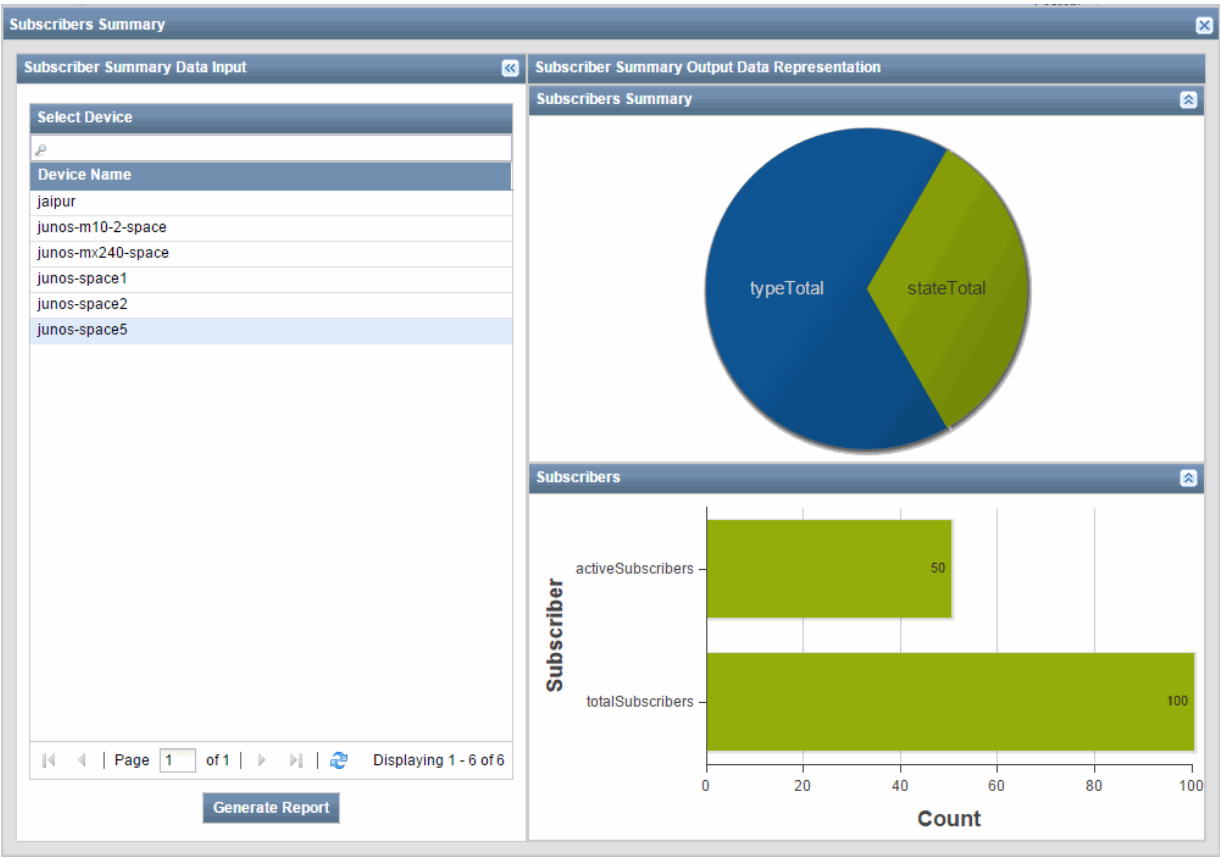 Subscribers Summary
Subscriber Summary Data Input
Select Device
Device Name
jaipur
junos-m10-2-space
junos-mx240-space
junos-space1
junos-space2
junos-space5
Page 1 of 1
Displaying 1 - 6 of 6
Generate Report
Subscriber Summary Output Data Representation
Subscribers Summary
typeTotal
stateTotal
Subscribers
Subscriber
activeSubscribers
50
totalSubscribers
100
0 20 40 60 80 100
Count